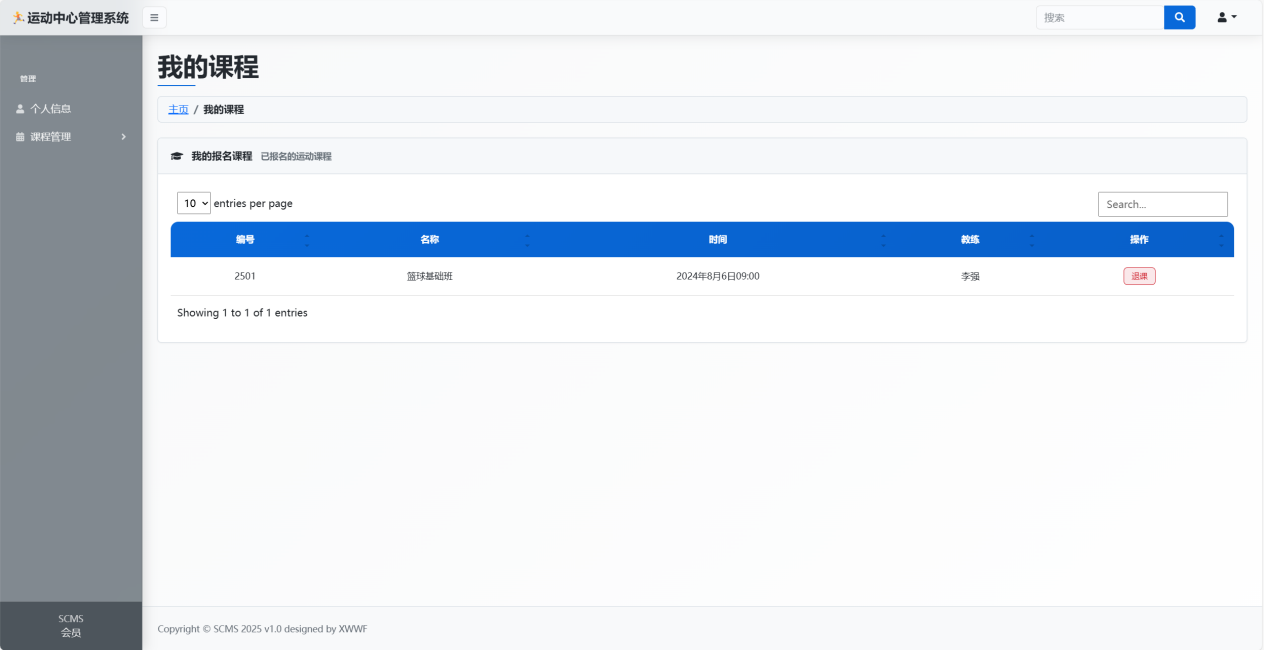 运动中心管理系统
搜索
管理
个人信息
课程管理
我的课程
主页 / 我的课程
我的报名课程 已报名的运动课程
10 entries per page
Search...
编号 名称 时间 教练 操作
2501 篮球基础班 2024年8月6日09:00 李强 退课
Showing 1 to 1 of 1 entries
SCMS
会员
Copyright © SCMS 2025 v1.0 designed by XWWF